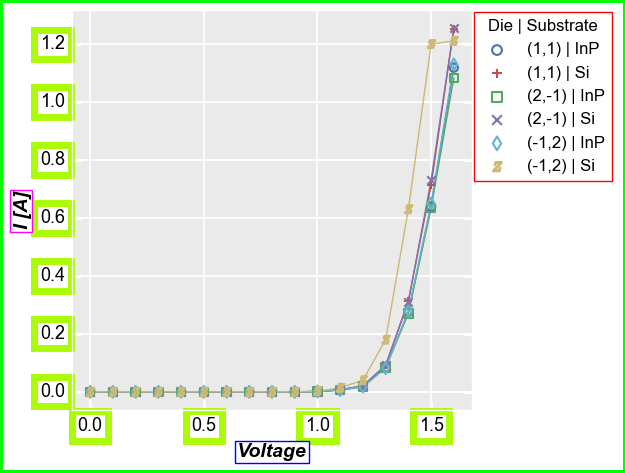 Die | Substrate
(1,1) | InP
(1,1) | Si
(2,-1) | InP
(2,-1) | Si
(-1,2) | InP
(-1,2) | Si
1.2
1.0
0.8
0.6
0.4
0.2
0.0
I [A]
0.0 0.5 1.0 1.5
Voltage